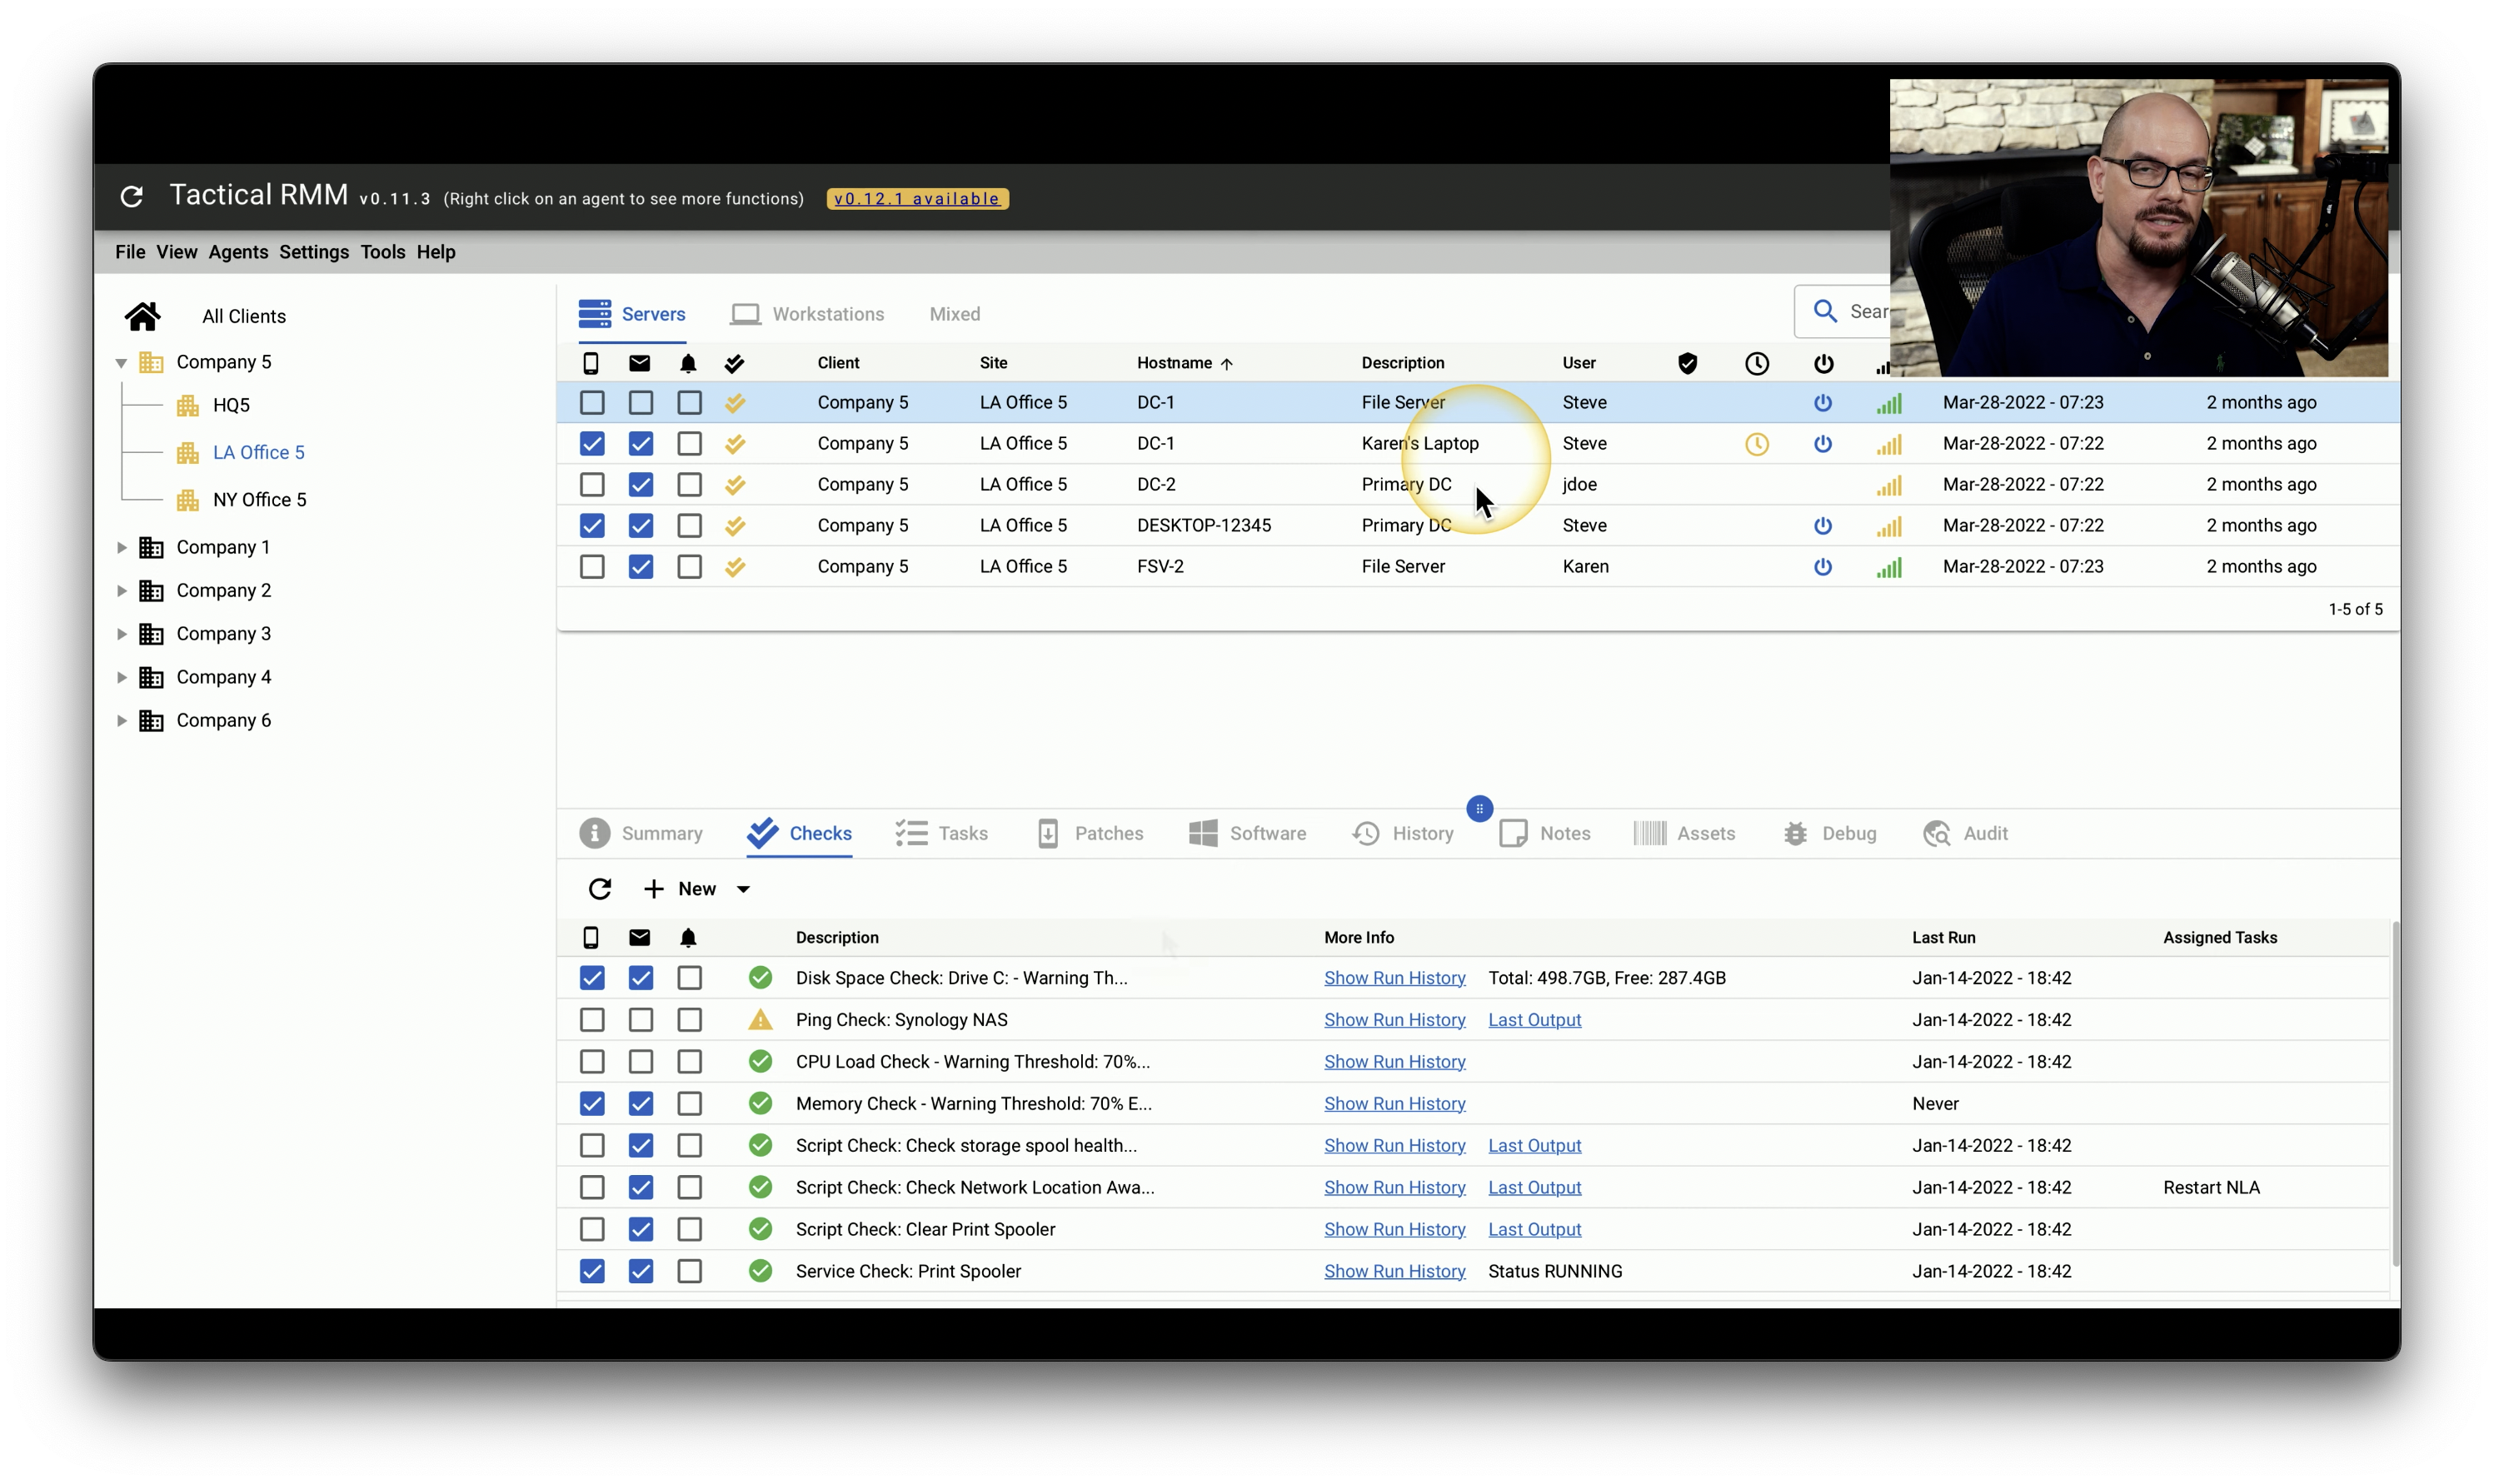 Tactical RMM v0.11.3 (Right click on an agent to see more functions) v0.12.1 available
File View Agents Settings Tools Help
All Clients
Company 5
HQ5
LA Office 5
NY Office 5
Company 1
Company 2
Company 3
Company 4
Company 6
Servers Workstations Mixed
Client Site Hostname Description User
Company 5 LA Office 5 DC-1 File Server Steve Mar-28-2022 - 07:23 2 months ago
Company 5 LA Office 5 DC-1 Karen's Laptop Steve Mar-28-2022 - 07:22 2 months ago
Company 5 LA Office 5 DC-2 Primary DC jdoe Mar-28-2022 - 07:22 2 months ago
Company 5 LA Office 5 DESKTOP-12345 Primary DC Steve Mar-28-2022 - 07:22 2 months ago
Company 5 LA Office 5 FSV-2 File Server Karen Mar-28-2022 - 07:23 2 months ago
1-5 of 5
Summary Checks Tasks Patches Software History Notes Assets Debug Audit
New
Description More Info Last Run Assigned Tasks
Disk Space Check: Drive C: - Warning Th... Show Run History Total: 498.7GB, Free: 287.4GB Jan-14-2022 - 18:42
Ping Check: Synology NAS Show Run History Last Output Jan-14-2022 - 18:42
CPU Load Check - Warning Threshold: 70%... Show Run History Jan-14-2022 - 18:42
Memory Check - Warning Threshold: 70% E... Show Run History Never
Script Check: Check storage spool health... Show Run History Last Output Jan-14-2022 - 18:42
Script Check: Check Network Location Awa... Show Run History Last Output Jan-14-2022 - 18:42 Restart NLA
Script Check: Clear Print Spooler Show Run History Last Output Jan-14-2022 - 18:42
Service Check: Print Spooler Show Run History Status RUNNING Jan-14-2022 - 18:42